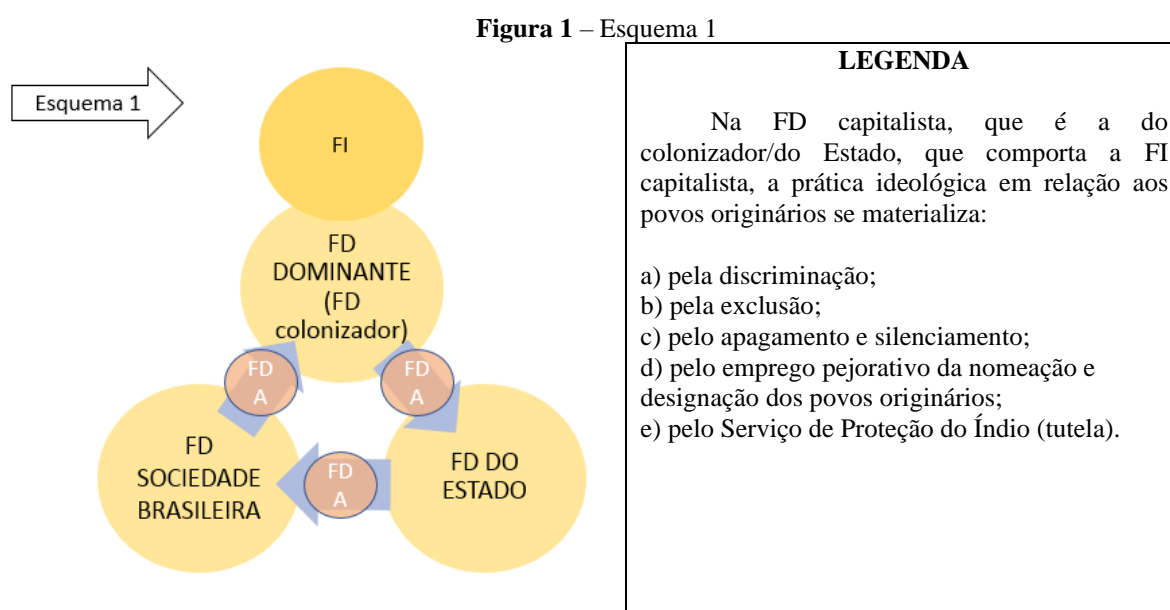 Figura 1 – Esquema 1
Esquema 1
FI
FD
DOMINANTE
(FD
colonizador)
FD
A
FD
A
FD
SOCIEDADE
BRASILEIRA
FD
A
FD DO
ESTADO
LEGENDA
Na FD capitalista, que é a do
colonizador/do Estado, que comporta a FI
capitalista, a prática ideológica em relação aos
povos originários se materializa:
a) pela discriminação;
b) pela exclusão;
c) pelo apagamento e silenciamento;
d) pelo emprego pejorativo da nomeação e
designação dos povos originários;
e) pelo Serviço de Proteção do Índio (tutela).